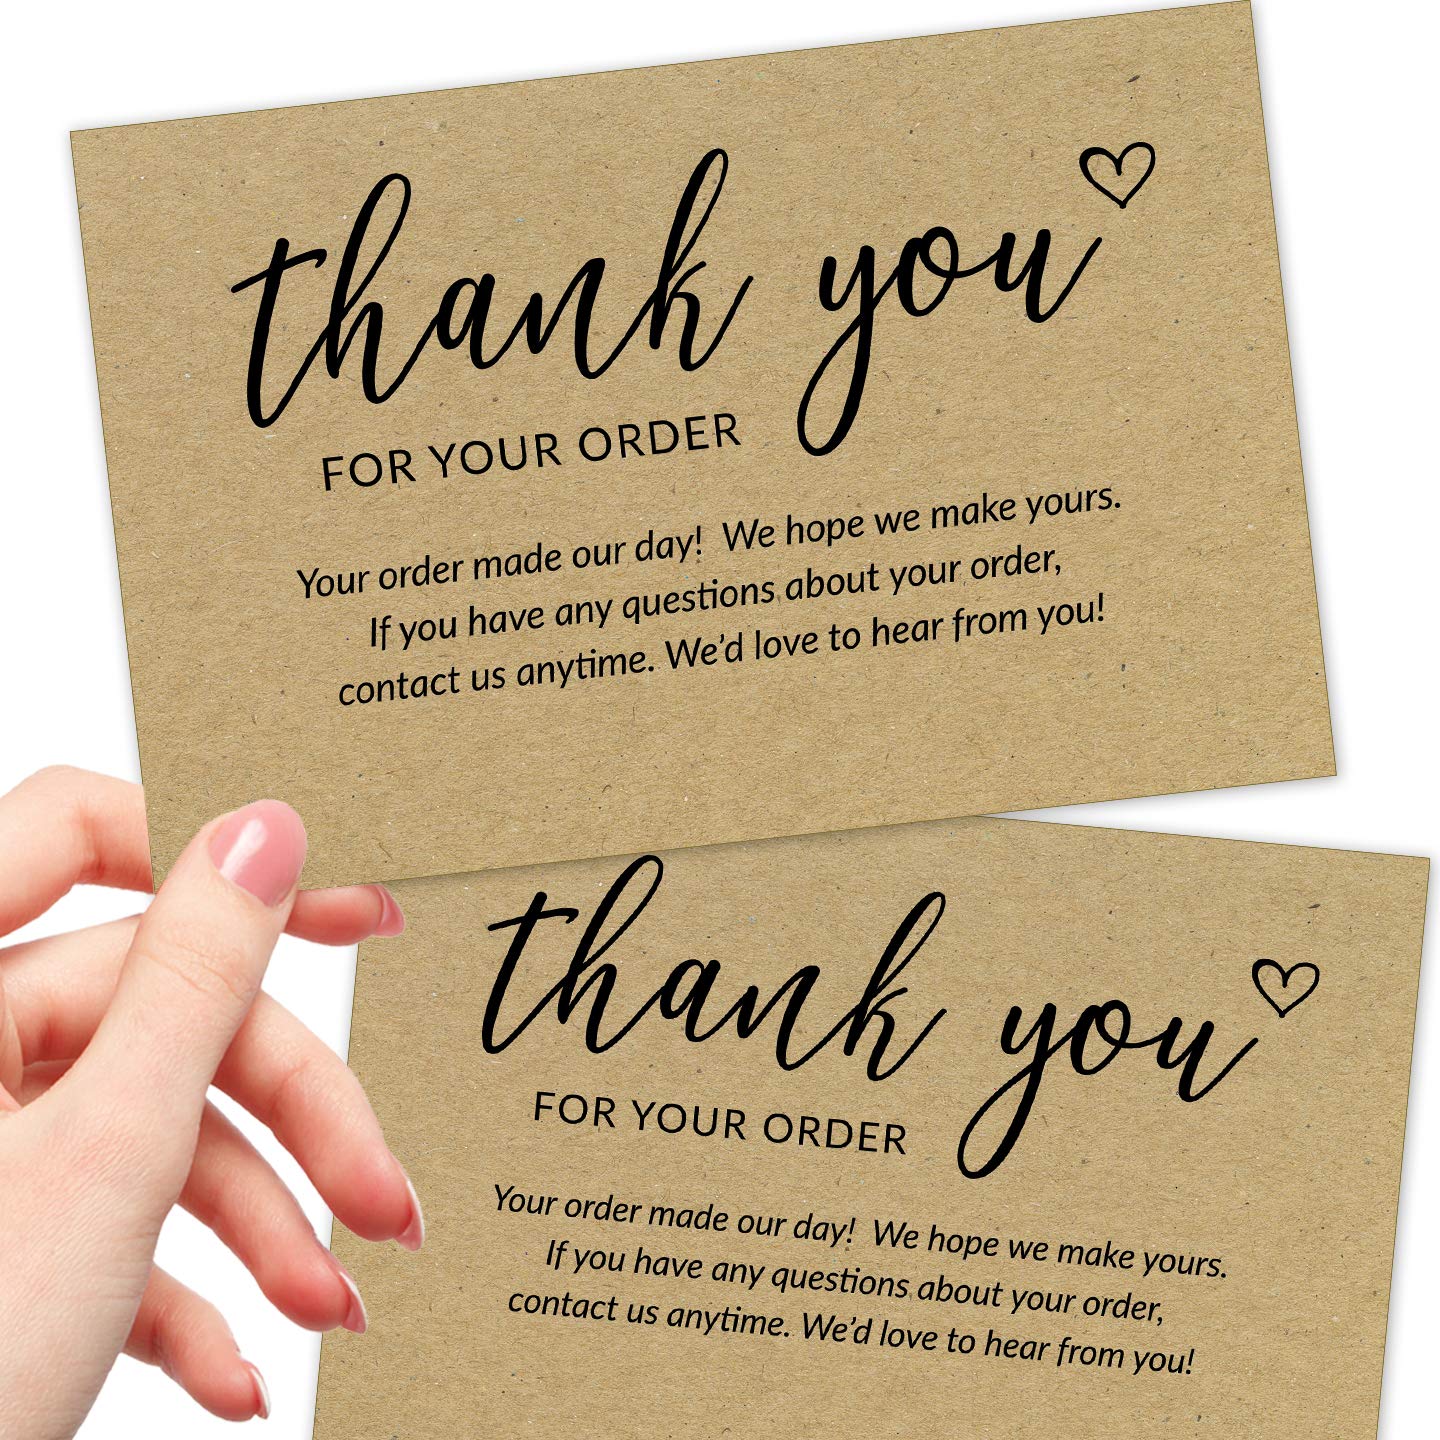 thank you
FOR YOUR ORDER
Your order made our day!  We hope we make yours.
If you have any questions about your order,
contact us anytime. We'd love to hear from you!
thank you
FOR YOUR ORDER
Your order made our day!  We hope we make yours.
If you have any questions about your order,
contact us anytime. We'd love to hear from you!